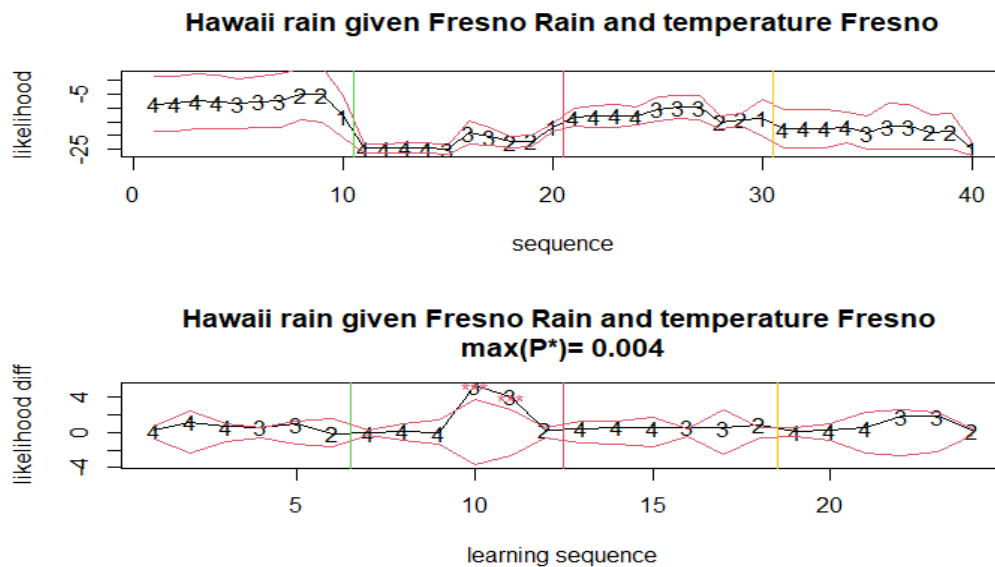 Hawaii rain given Fresno Rain and temperature Fresno
likelihood
-5
-25
4 4 4 4 3 3 3 2 2 1 4 4 4 4 3 3 3 2 2 1 4 4 4 4 3 3 3 2 2 1 4 4 4 4 3 3 3 2 2 1
0 10 20 30 40
sequence
Hawaii rain given Fresno Rain and temperature Fresno
max(P*)= 0.004
likelihood diff
4
0
-4
*** ***
4 4 4 3 3 2 4 4 4 3 3 2 4 4 4 3 3 2 4 4 4 3 3 2
5 10 15 20
learning sequence